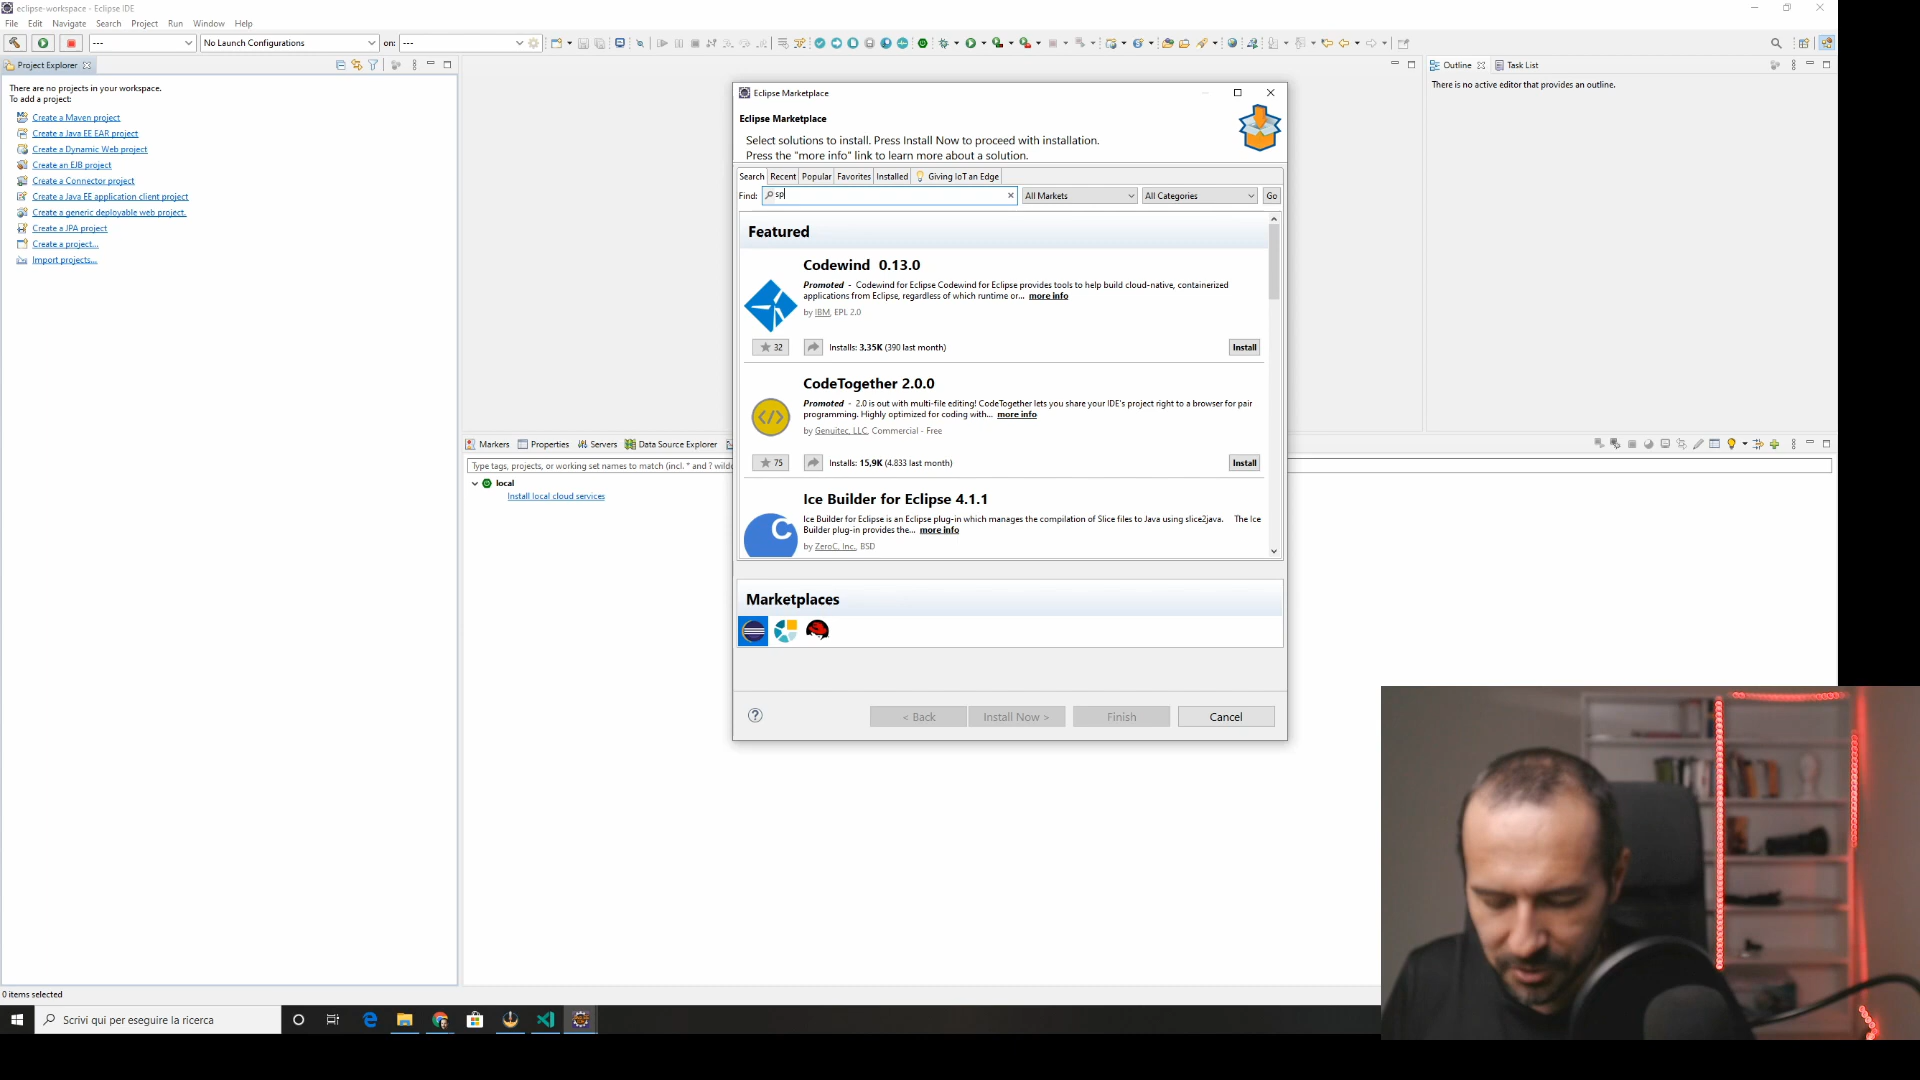 eclipse-workspace - Eclipse IDE
File Edit Navigate Search Project Run Window Help
--- No Launch Configurations on: ---
Project Explorer
There are no projects in your workspace.
To add a project:
Create a Maven project
Create a Java EE EAR project
Create a Dynamic Web project
Create an EJB project
Create a Connector project
Create a Java EE application client project
Create a generic deployable web project.
Create a JPA project
Create a project...
Import projects...
Outline Task List
There is no active editor that provides an outline.
Eclipse Marketplace
Eclipse Marketplace
Select solutions to install. Press Install Now to proceed with installation.
Press the "more info" link to learn more about a solution.
Search Recent Popular Favorites Installed Giving IoT an Edge
Find: sp All Markets All Categories Go
Featured
Codewind 0.13.0
Promoted - Codewind for Eclipse Codewind for Eclipse provides tools to help build cloud-native, containerized
applications from Eclipse, regardless of which runtime or... more info
by IBM, EPL 2.0
32 Installs: 3,35K (390 last month) Install
CodeTogether 2.0.0
Promoted - 2.0 is out with multi-file editing! CodeTogether lets you share your IDE's project right to a browser for pair
programming. Highly optimized for coding with... more info
by Genuitec, LLC, Commercial - Free
75 Installs: 15,9K (4.833 last month) Install
Ice Builder for Eclipse 4.1.1
Ice Builder for Eclipse is an Eclipse plug-in which manages the compilation of Slice files to Java using slice2java. The Ice
Builder plug-in provides the... more info
by ZeroC, Inc., BSD
Marketplaces
< Back Install Now > Finish Cancel
Markers Properties Servers Data Source Explorer
Type tags, projects, or working set names to match (incl. * and ? wildc
local
Install local cloud services
0 items selected
Scrivi qui per eseguire la ricerca